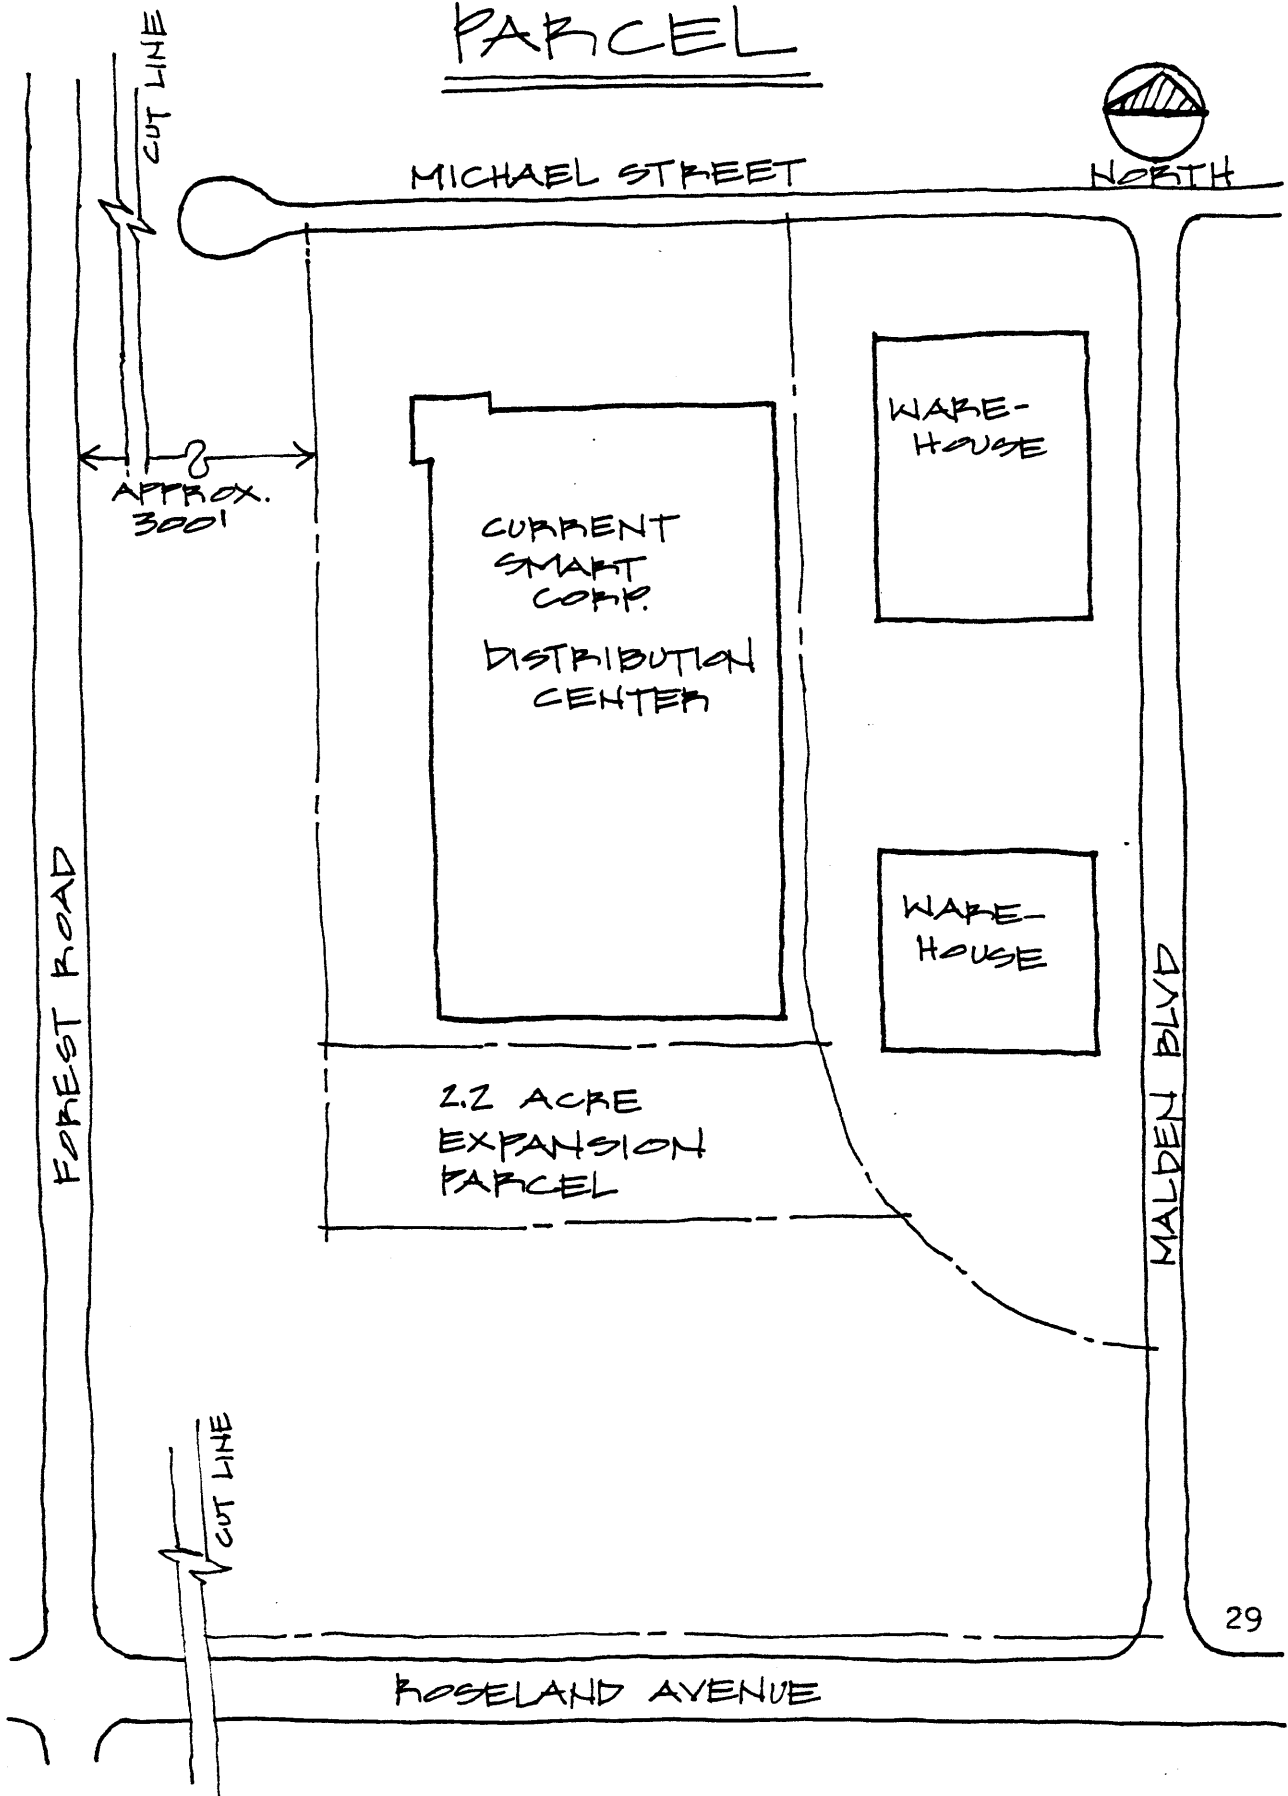 PARCEL
CUT LINE
MICHAEL STREET
NORTH
WARE-
HOUSE
APPROX.
300'
CURRENT
SMART
CORP.
DISTRIBUTION
CENTER
FOREST ROAD
WARE-
HOUSE
MALDEN BLVD
2.2 ACRE
EXPANSION
PARCEL
CUT LINE
29
ROSELAND AVENUE